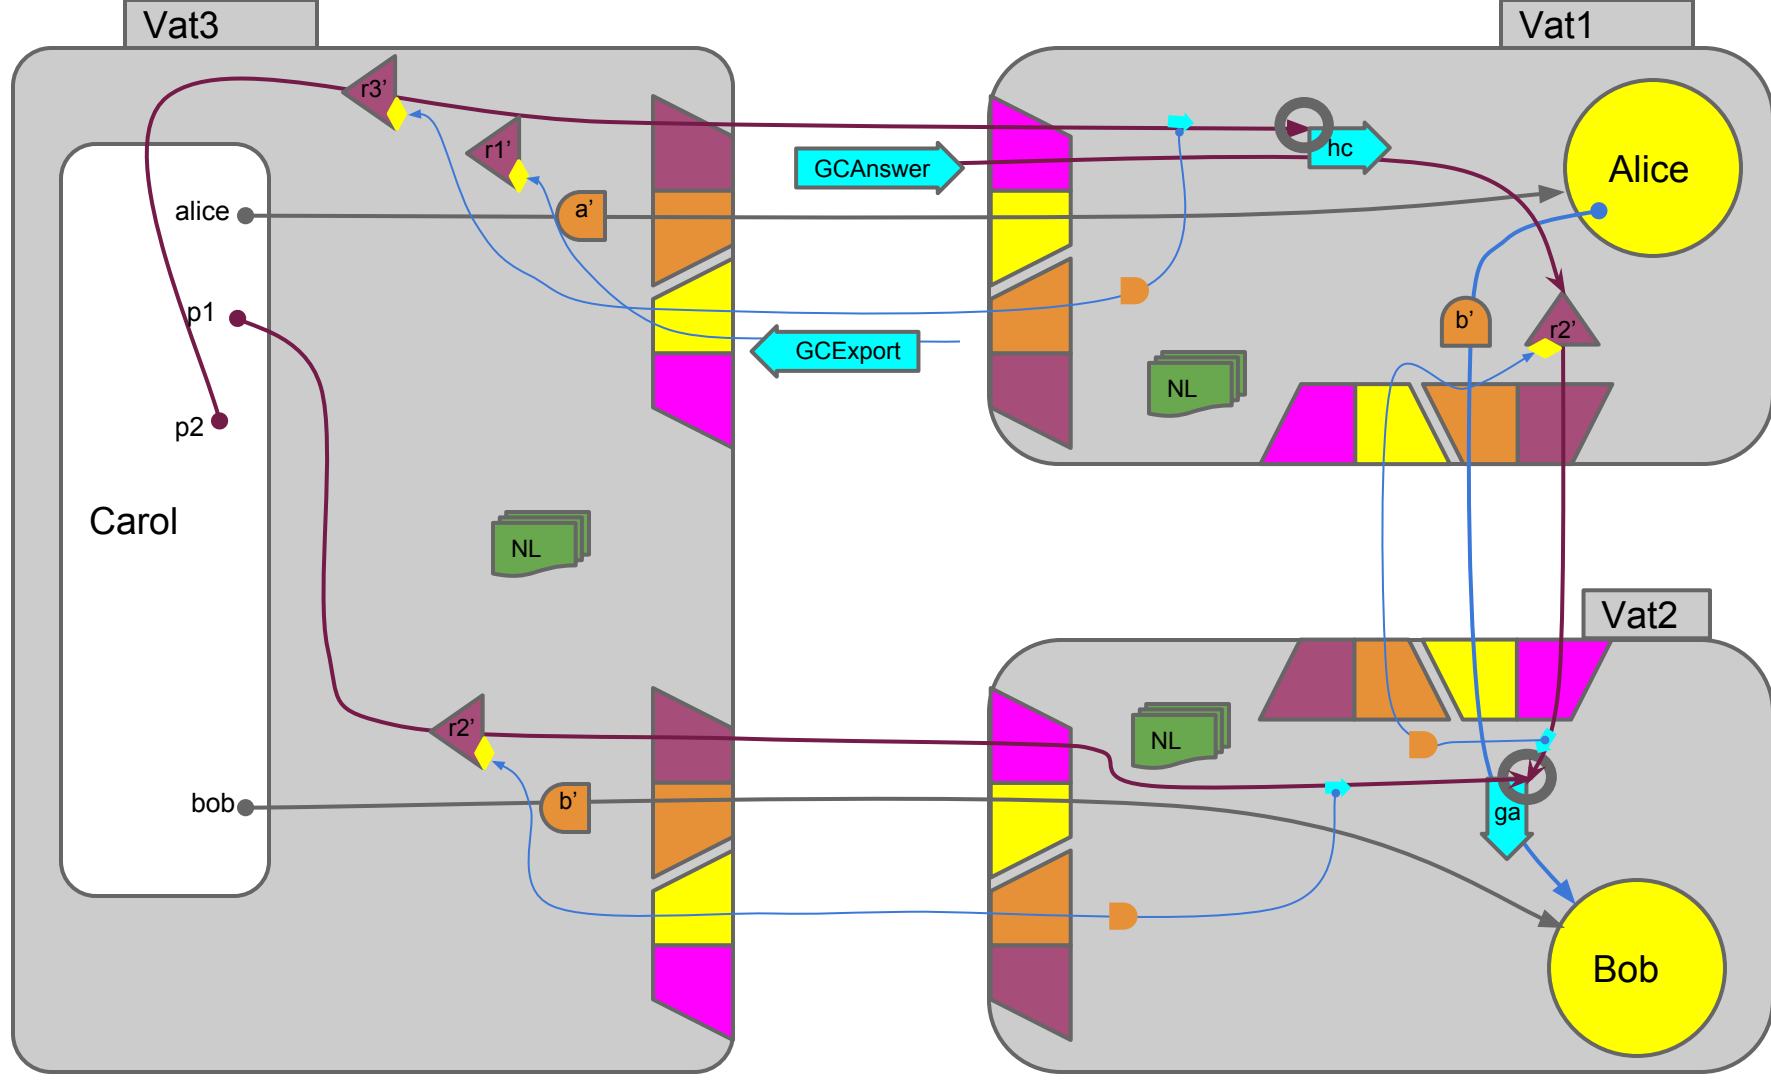 Vat3
Vat1
r3’
r1’
GCAnswer
hc
Alice
alice
a’
p1
b’
r2’
GCExport
NL
p2
Carol
NL
Vat2
r2’
NL
bob
b’
ga
Bob